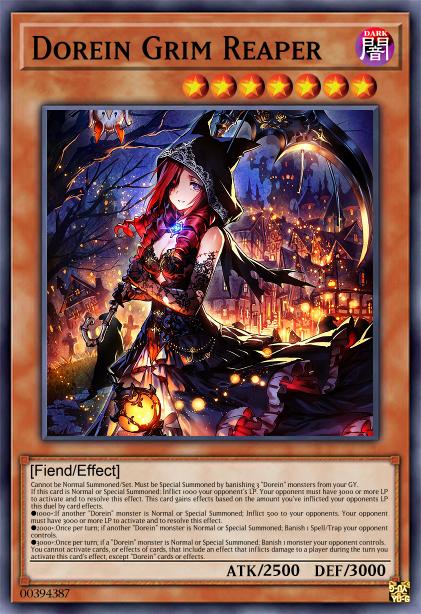 Dorein Grim Reaper
DARK
闇
[Fiend/Effect]
Cannot be Normal Summoned/Set. Must be Special Summoned by banishing 3 "Dorein" monsters from your GY.
If this card is Normal or Special Summoned: Inflict 1000 your opponent's LP. Your opponent must have 3000 or more LP
to activate and to resolve this effect. This card gains effects based on the amount you've inflicted your opponents LP
this duel by card effects.
●1000+:If another "Dorein" monster is Normal or Special Summoned; Inflict 500 to your opponents. Your opponent
must have 3000 or more LP to activate and to resolve this effect.
●2000+ Once per turn; if another "Dorein" monster is Normal or Special Summoned; Banish 1 Spell/Trap your opponent
controls.
●3000+ Once per turn; if a "Dorein" monster is Normal or Special Summoned; Banish 1 monster your opponent controls.
You cannot activate cards, or effects of cards, that include an effect that inflicts damage to a player during the turn you
activate this card's effect, except "Dorein" cards or effects.
ATK/2500 DEF/3000
00394387